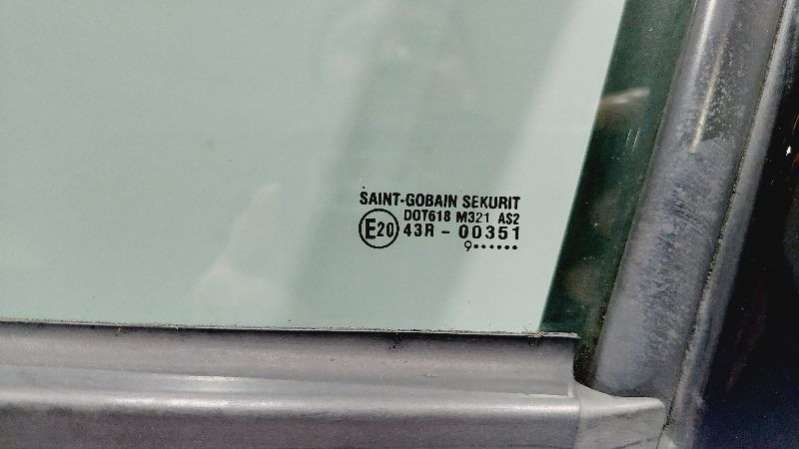 SAINT-GOBAIN SEKURIT
DOT618 M321 AS2
E20 43R - 00351
9••••••